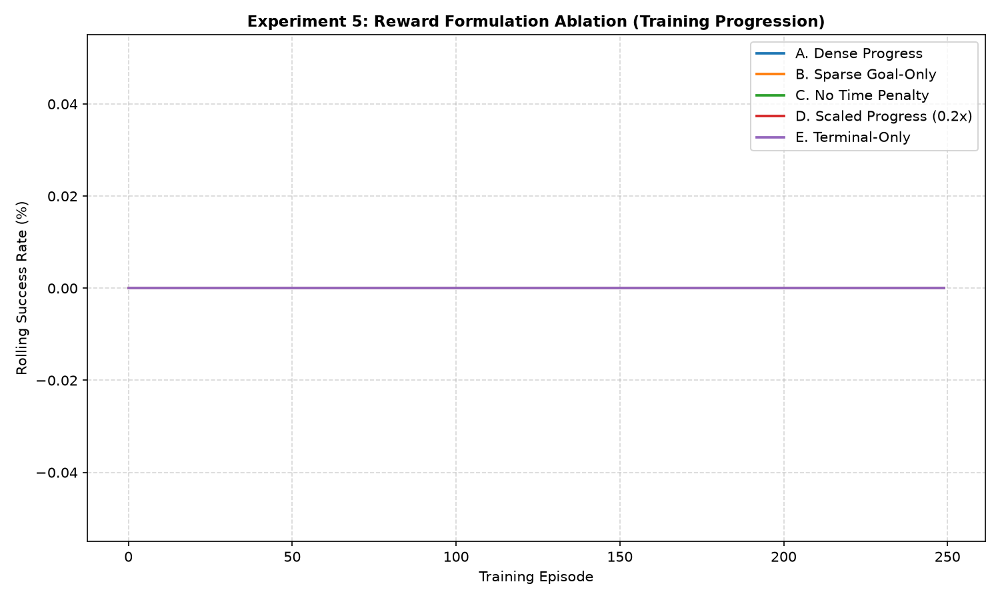 Experiment 5: Reward Formulation Ablation (Training Progression)
A. Dense Progress
B. Sparse Goal-Only
C. No Time Penalty
D. Scaled Progress (0.2x)
E. Terminal-Only
Rolling Success Rate (%)
0.04
0.02
0.00
−0.02
−0.04
0 50 100 150 200 250
Training Episode